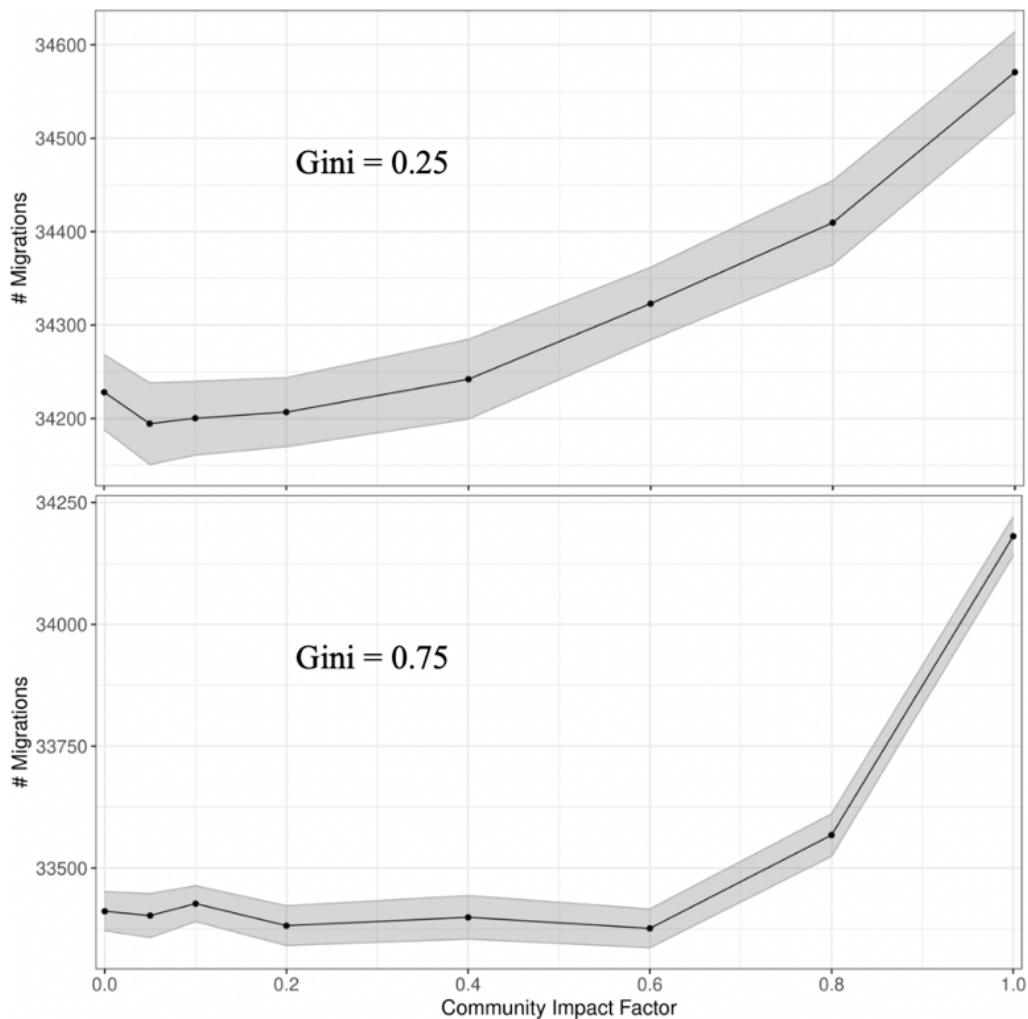 34600
34500
Gini = 0.25
34400
# Migrations
34300
34200
34250
34000
Gini = 0.75
# Migrations
33750
33500
0.0 0.2 0.4 0.6 0.8 1.0
Community Impact Factor